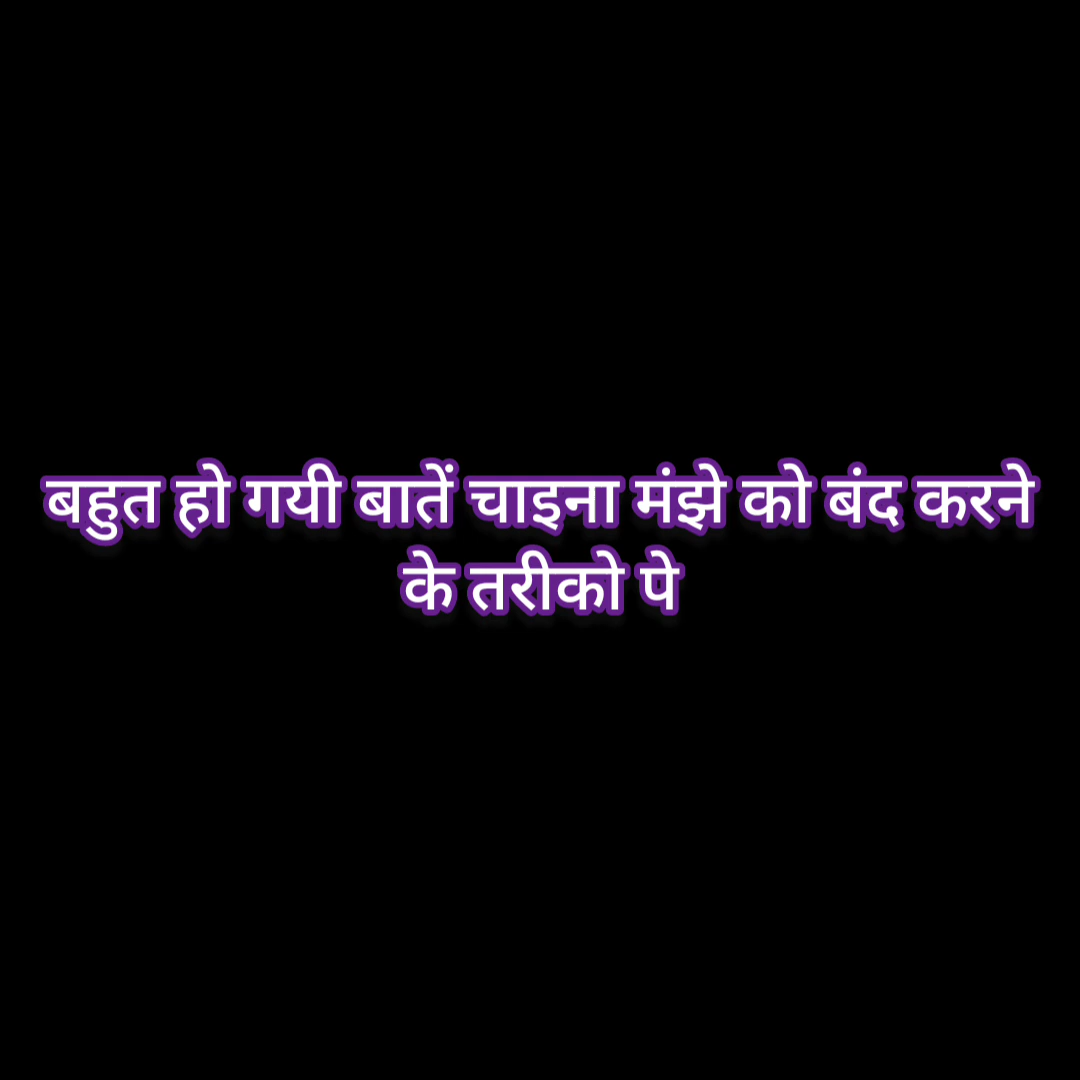 बहुत हो गयी बातें चाइना मंझे को बंद करने
के तरीको पे